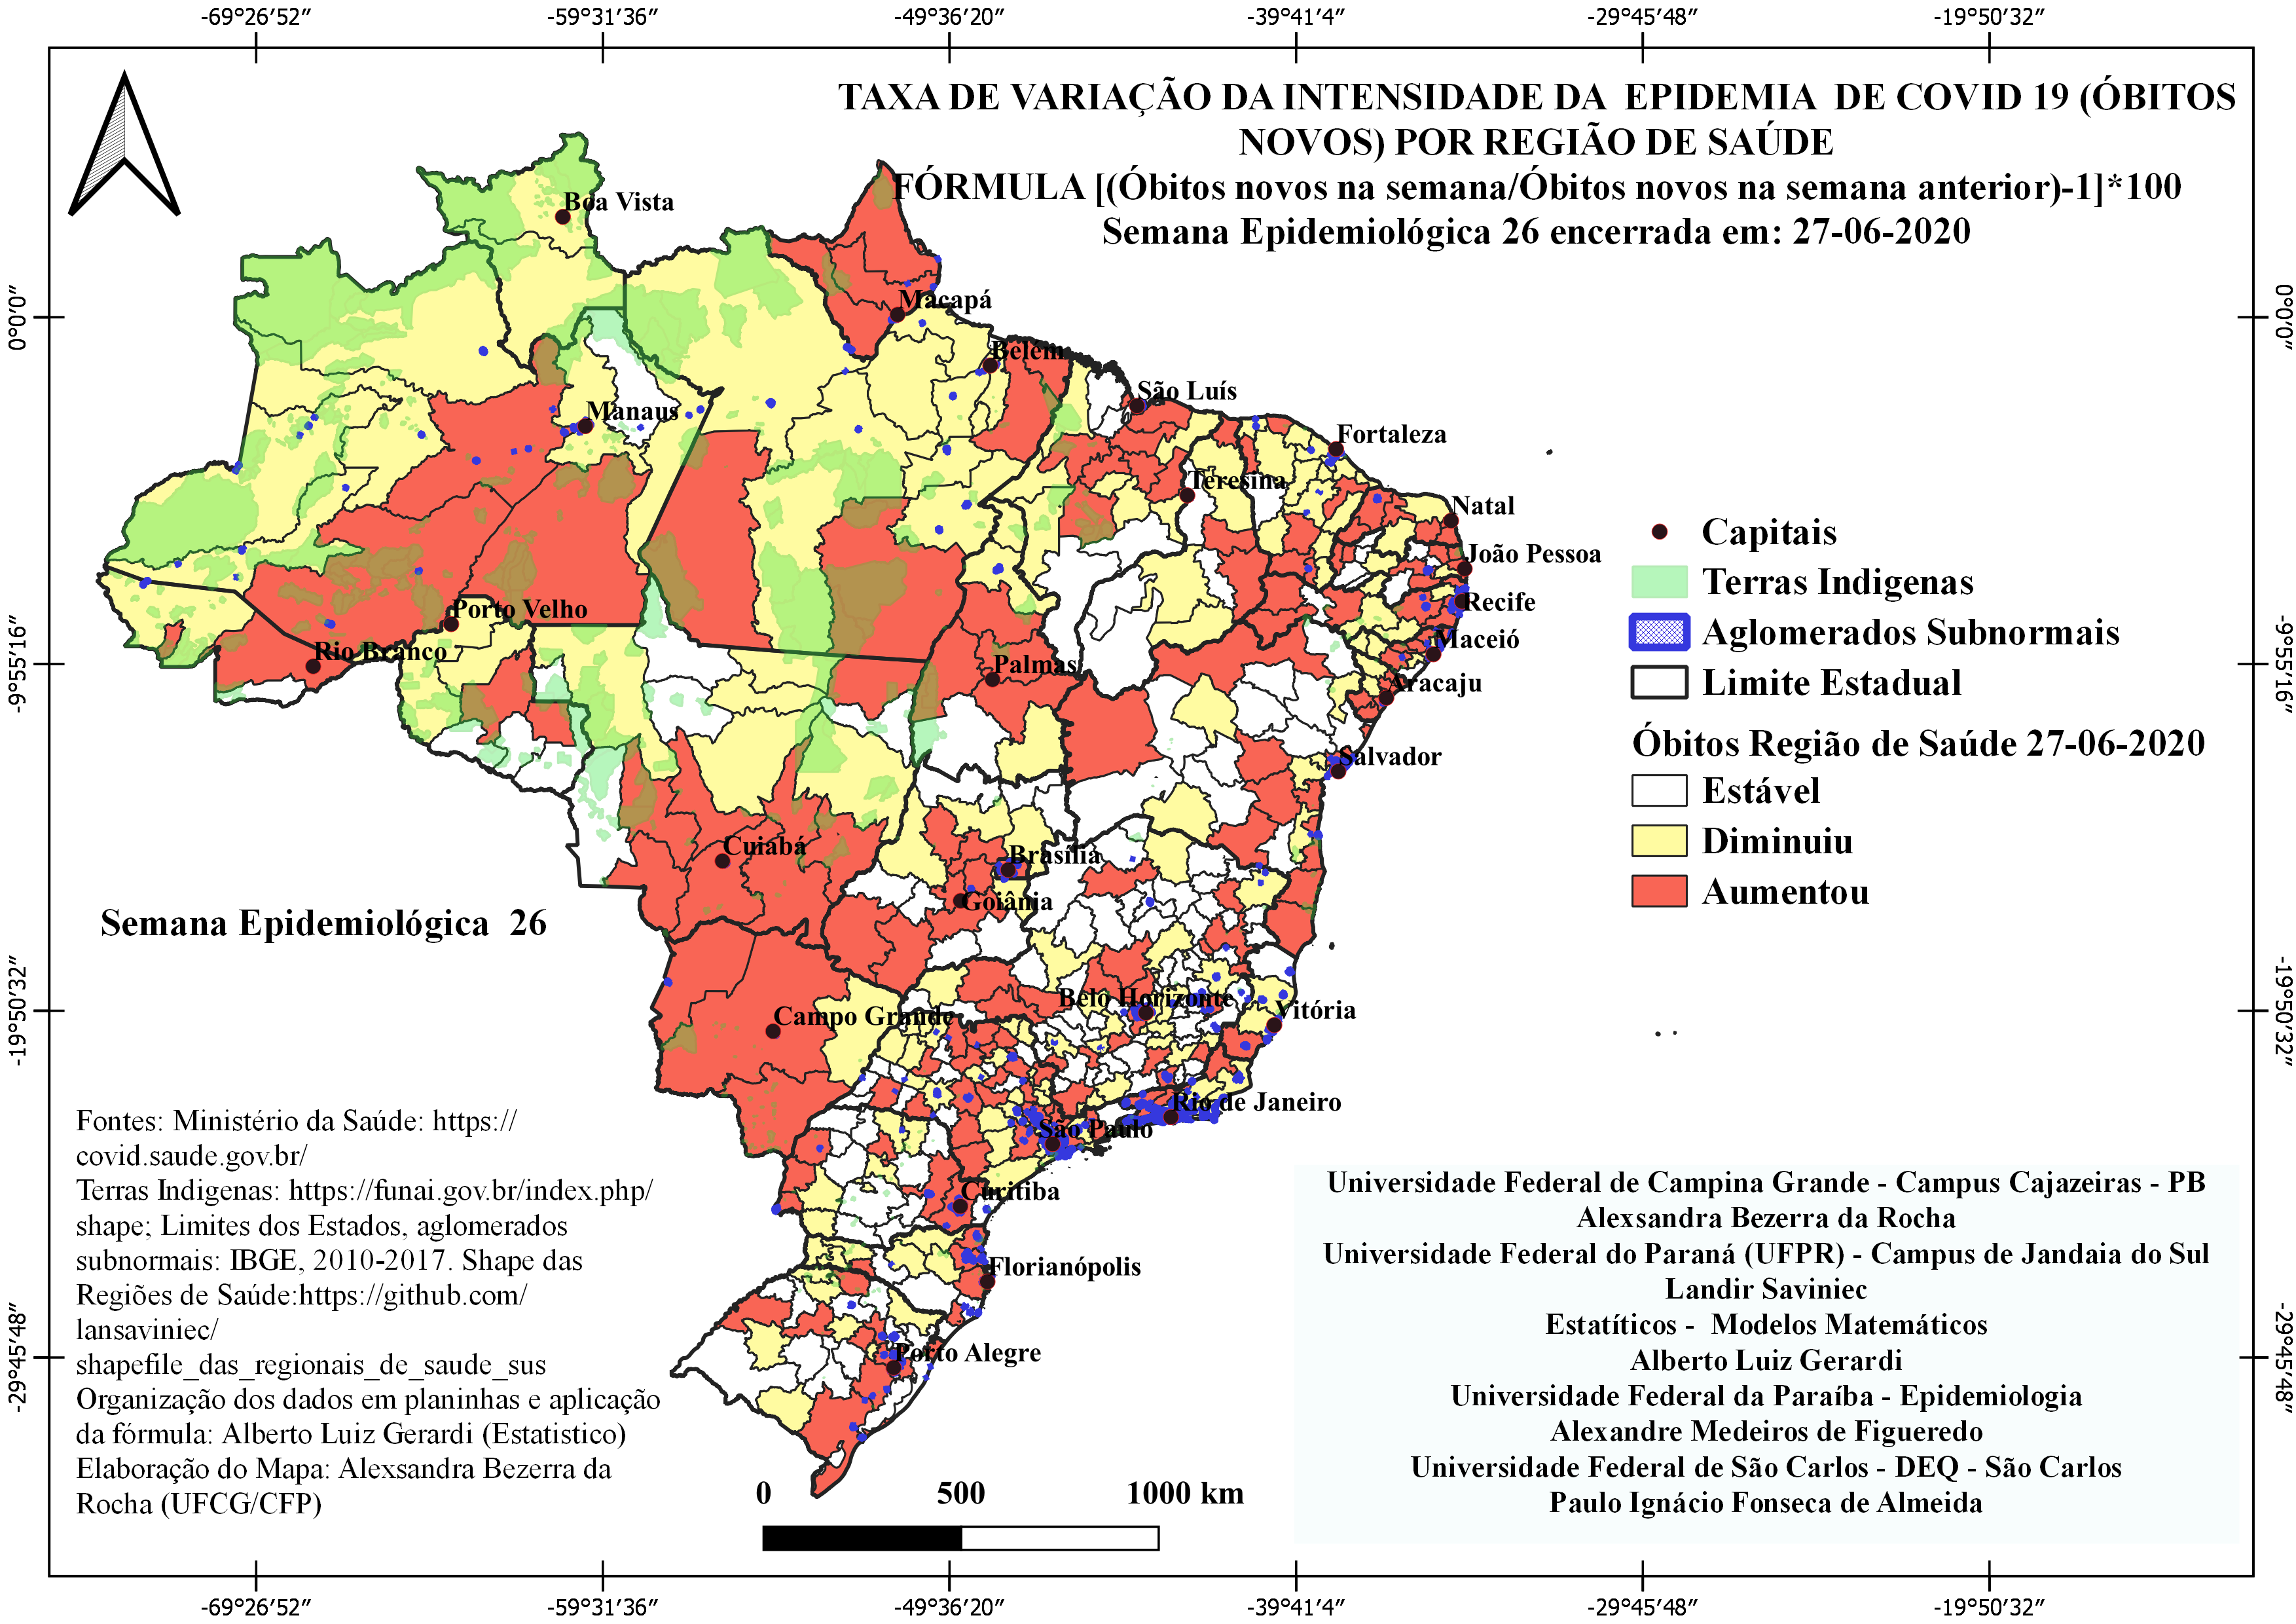 -69°26′52″ -59°31′36″ -49°36′20″ -39°41′4″ -29°45′48″ -19°50′32″
TAXA DE VARIAÇÃO DA INTENSIDADE DA EPIDEMIA DE COVID 19 (ÓBITOS
NOVOS) POR REGIÃO DE SAÚDE
FÓRMULA [(Óbitos novos na semana/Óbitos novos na semana anterior)-1]*100
Semana Epidemiológica 26 encerrada em: 27-06-2020
Boa Vista
Macapá
0°0′0″
0°0′0″
Belém
São Luís
Manaus
Fortaleza
Teresina
Natal
João Pessoa
Porto Velho
Recife
Maceió
Rio Branco
Palmas
Aracaju
-9°55′16″
-9°55′16″
Salvador
Cuiabá
Brasília
Goiânia
Capitais
Terras Indigenas
Aglomerados Subnormais
Limite Estadual
Óbitos Região de Saúde 27-06-2020
Estável
Diminuiu
Aumentou
Semana Epidemiológica 26
Belo Horizonte
Vitória
Campo Grande
-19°50′32″
-19°50′32″
Rio de Janeiro
São Paulo
Curitiba
Florianópolis
Porto Alegre
-29°45′48″
-29°45′48″
Fontes: Ministério da Saúde: https://
covid.saude.gov.br/
Terras Indigenas: https://funai.gov.br/index.php/
shape; Limites dos Estados, aglomerados
subnormais: IBGE, 2010-2017. Shape das
Regiões de Saúde:https://github.com/
lansaviniec/
shapefile_das_regionais_de_saude_sus
Organização dos dados em planinhas e aplicação
da fórmula: Alberto Luiz Gerardi (Estatistico)
Elaboração do Mapa: Alexsandra Bezerra da
Rocha (UFCG/CFP)
0 500 1000 km
Universidade Federal de Campina Grande - Campus Cajazeiras - PB
Alexsandra Bezerra da Rocha
Universidade Federal do Paraná (UFPR) - Campus de Jandaia do Sul
Landir Saviniec
Estatíticos - Modelos Matemáticos
Alberto Luiz Gerardi
Universidade Federal da Paraíba - Epidemiologia
Alexandre Medeiros de Figueredo
Universidade Federal de São Carlos - DEQ - São Carlos
Paulo Ignácio Fonseca de Almeida
-69°26′52″ -59°31′36″ -49°36′20″ -39°41′4″ -29°45′48″ -19°50′32″